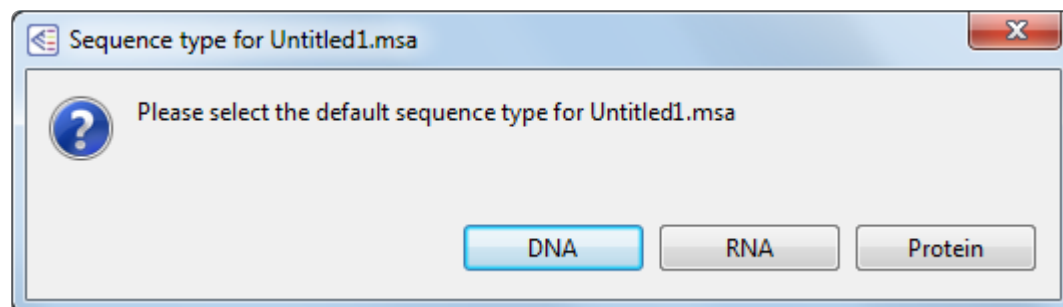 Sequence type for Untitled1.msa
Please select the default sequence type for Untitled1.msa
DNA RNA Protein